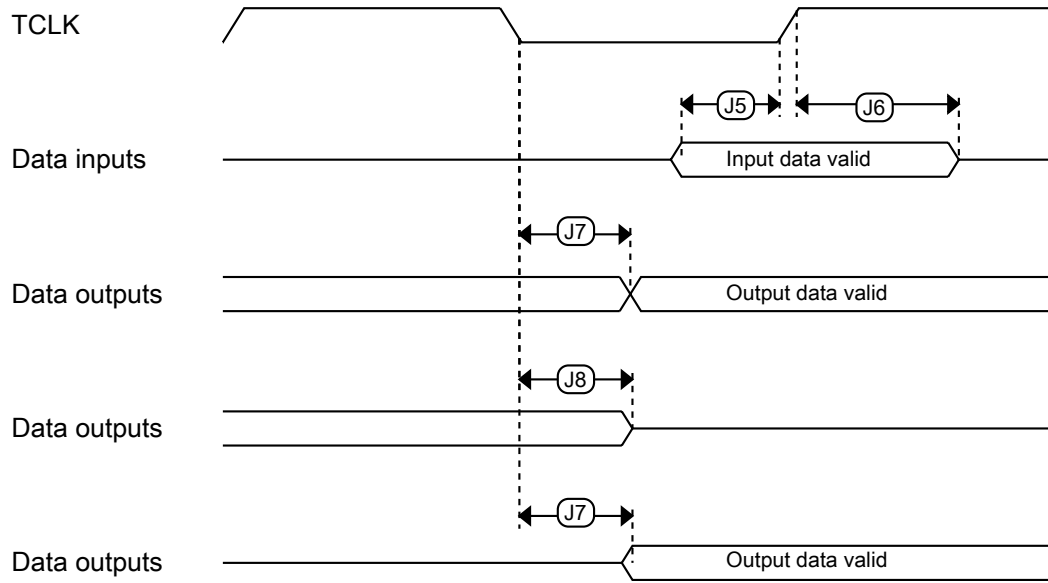 TCLK
J5
J6
Data inputs
Input data valid
J7
Data outputs
Output data valid
J8
Data outputs
J7
Data outputs
Output data valid